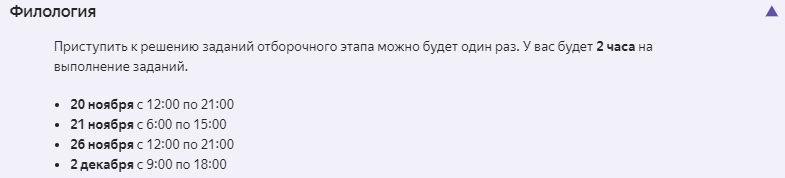 Филология
Приступить к решению заданий отборочного этапа можно будет один раз. У вас будет 2 часа на
выполнение заданий.
• 20 ноября с 12:00 по 21:00
• 21 ноября с 6:00 по 15:00
• 26 ноября с 12:00 по 21:00
• 2 декабря с 9:00 по 18:00